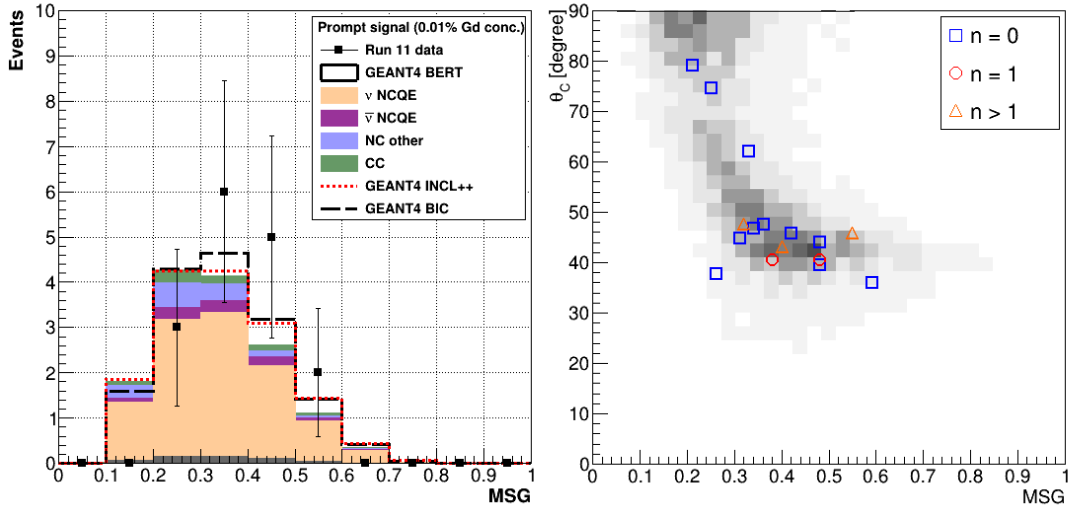 Events
10
9
8
7
6
5
4
3
2
1
0
0 0.1 0.2 0.3 0.4 0.5 0.6 0.7 0.8 0.9 1
MSG
Prompt signal (0.01% Gd conc.)
Run 11 data
GEANT4 BERT
ν NCQE
ν̅ NCQE
NC other
CC
GEANT4 INCL++
GEANT4 BIC
θC [degree]
90
80
70
60
50
40
30
20
10
0
0 0.1 0.2 0.3 0.4 0.5 0.6 0.7 0.8 0.9 1
MSG
n = 0
n = 1
n > 1